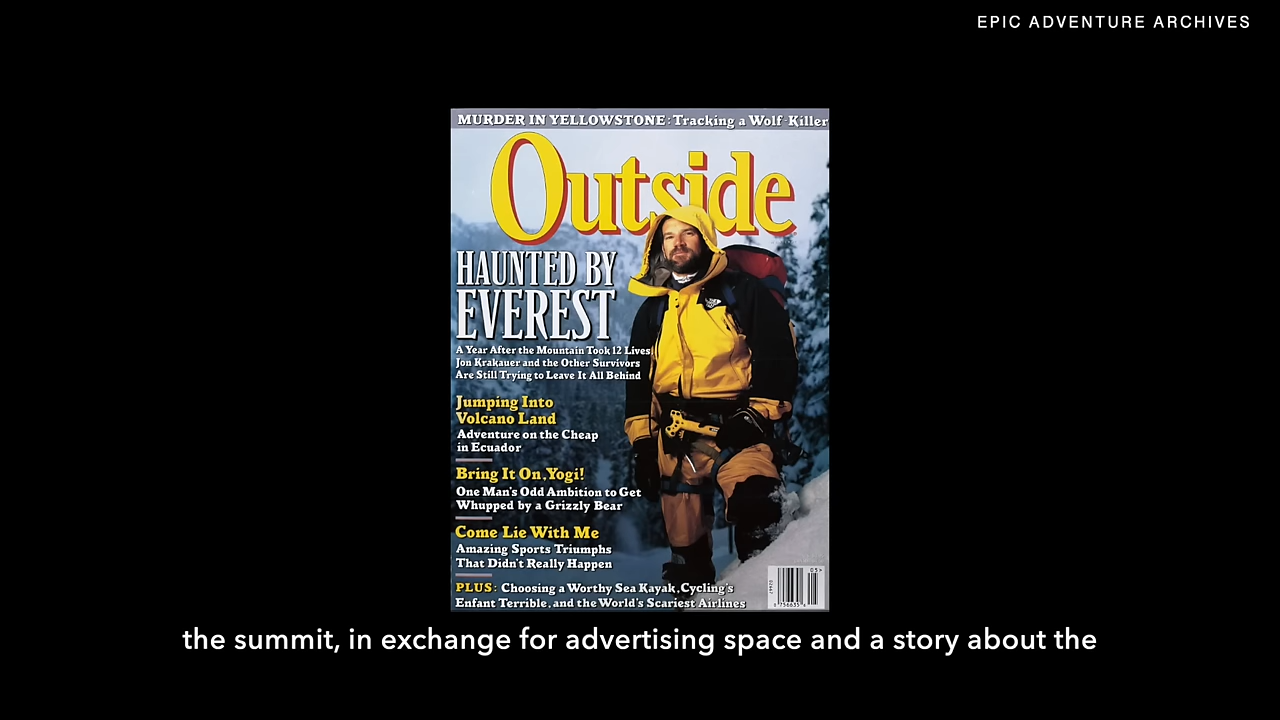 EPIC ADVENTURE ARCHIVES
MURDER IN YELLOWSTONE: Tracking a Wolf-Killer
Outside
HAUNTED BY
EVEREST
A Year After the Mountain Took 12 Lives,
Jon Krakauer and the Other Survivors
Are Still Trying to Leave It All Behind
Jumping Into
Volcano Land
Adventure on the Cheap
in Ecuador
Bring It On, Yogi!
One Man's Odd Ambition to Get
Whupped by a Grizzly Bear
Come Lie With Me
Amazing Sports Triumphs
That Didn't Really Happen
PLUS: Choosing a Worthy Sea Kayak, Cycling's
Enfant Terrible, and the World's Scariest Airlines
05>
the summit, in exchange for advertising space and a story about the